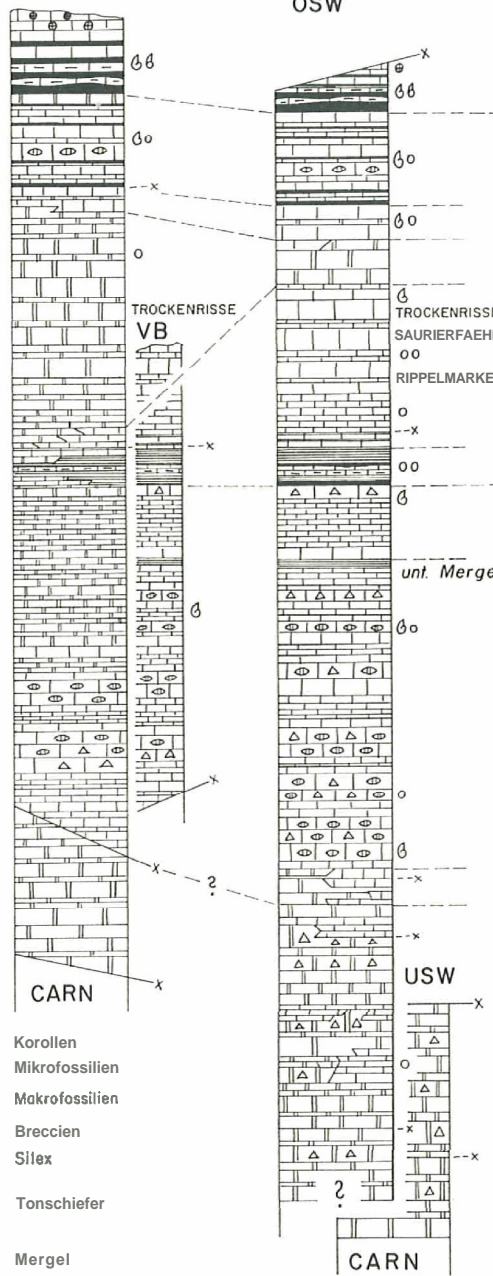 OSW
TROCKENRISSE
VB
TROCKENRISSE
SAURIERFAEH
RIPPELMARKE
unt. Merge
?
USW
CARN
Korollen
Mikrofossilien
Makrofossilien
Breccien
Silex
Tonschiefer
Mergel
?
CARN